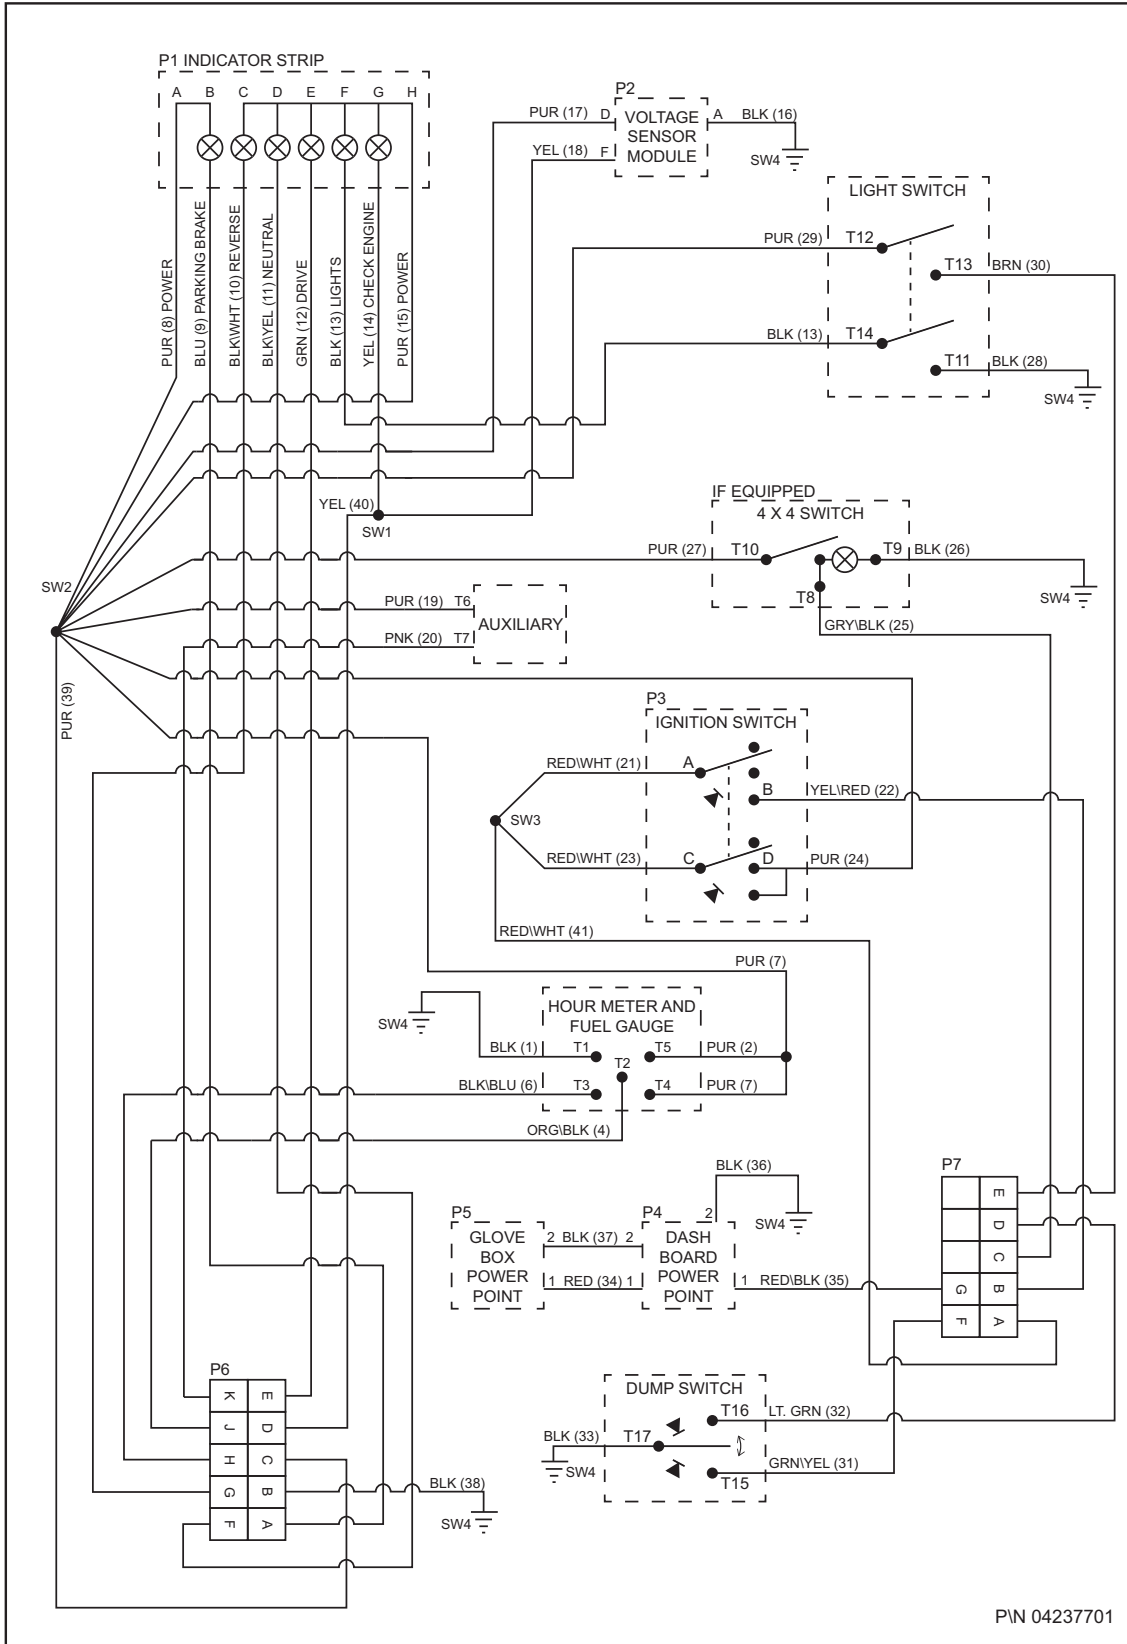 P1 INDICATOR STRIP
A B C D E F G H
PUR (8) POWER
BLU (9) PARKING BRAKE
BLK\WHT (10) REVERSE
BLK\YEL (11) NEUTRAL
GRN (12) DRIVE
BLK (13) LIGHTS
YEL (14) CHECK ENGINE
PUR (15) POWER
P2
VOLTAGE
SENSOR
MODULE
PUR (17) D
YEL (18) F
A BLK (16)
SW4
LIGHT SWITCH
PUR (29) T12
T13 BRN (30)
BLK (13) T14
T11 BLK (28)
SW4
YEL (40)
SW1
IF EQUIPPED
4 X 4 SWITCH
PUR (27) T10
T9 BLK (26)
T8
SW4
GRY\BLK (25)
SW2
PUR (19) T6
PNK (20) T7
AUXILIARY
PUR (39)
P3
IGNITION SWITCH
RED\WHT (21) A
B YEL\RED (22)
SW3
RED\WHT (23) C
D PUR (24)
RED\WHT (41)
PUR (7)
HOUR METER AND
FUEL GAUGE
SW4
BLK (1) T1
T5 PUR (2)
T2
BLK\BLU (6) T3
T4 PUR (7)
ORG\BLK (4)
BLK (36)
SW4
P5
GLOVE
BOX
POWER
POINT
2 BLK (37) 2
1 RED (34) 1
P4
2
DASH
BOARD
POWER
POINT
1 RED\BLK (35)
P7
E
D
C
G B
F A
P6
K E
J D
H C
G B
F A
BLK (38)
SW4
DUMP SWITCH
T16 LT. GRN (32)
BLK (33) T17
SW4
T15 GRN\YEL (31)
P\N 04237701